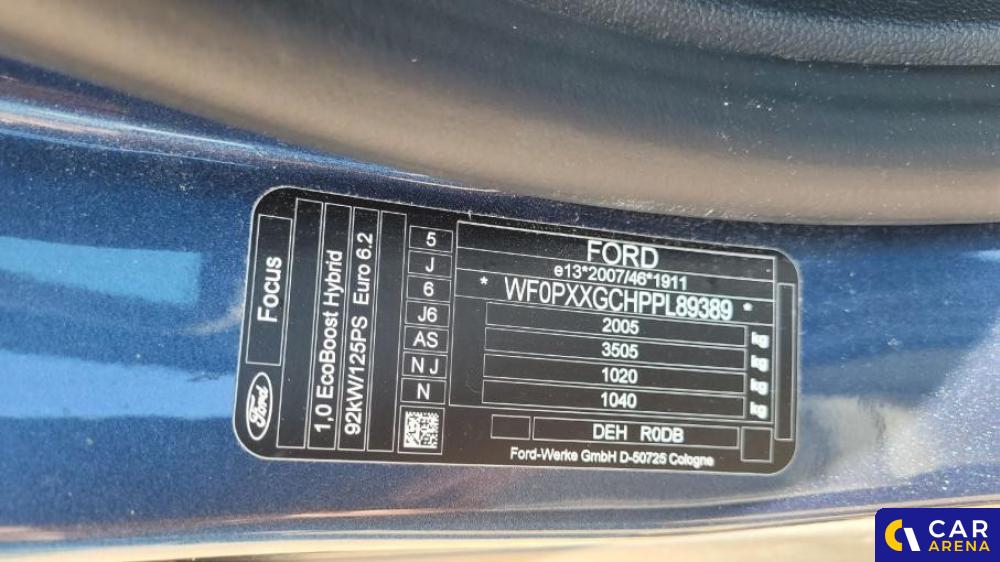 FORD
e13*2007/46*1911
* WF0PXXGCHPPL89389 *
2005 kg
3505 kg
1020 kg
1040 kg
DEH R0DB
Ford-Werke GmbH D-50725 Cologne
5
J
6
J6
AS
N J
N
Focus
Ford
1,0 EcoBoost Hybrid
92kW/125PS Euro 6.2
CAR
ARENA